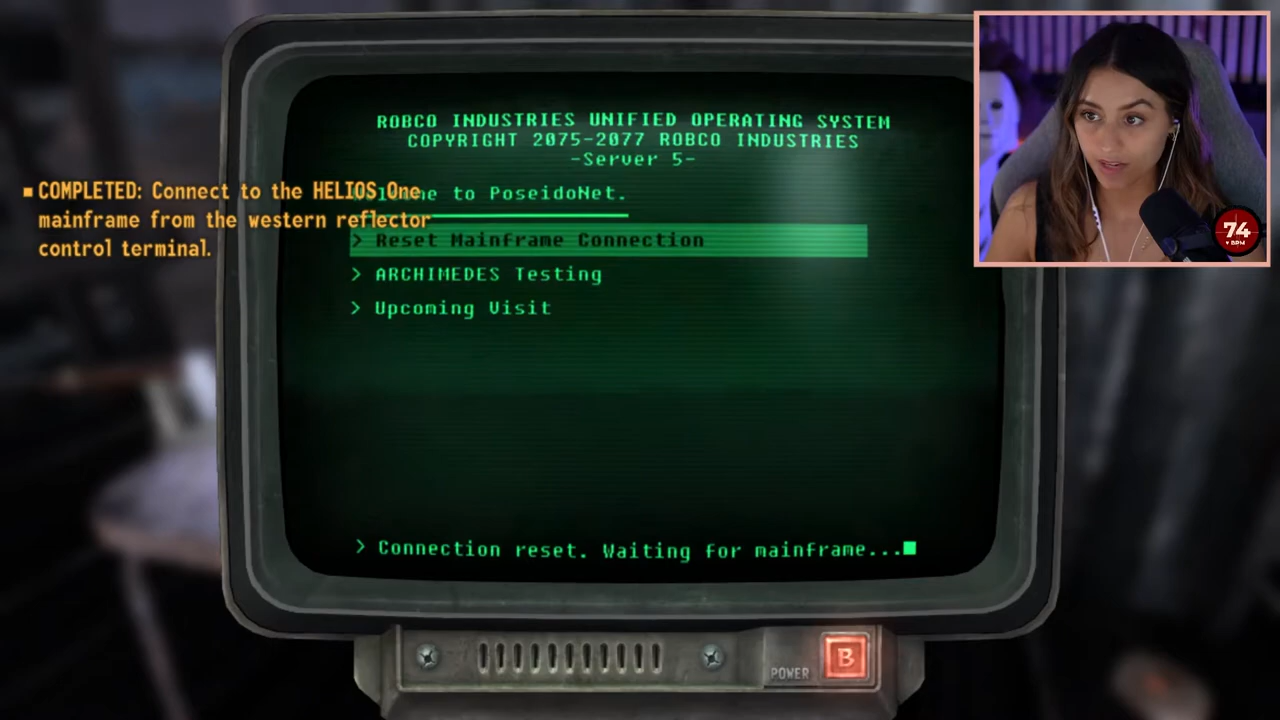 ROBCO INDUSTRIES UNIFIED OPERATING SYSTEM
COPYRIGHT 2075-2077 ROBCO INDUSTRIES
-Server 5-
COMPLETED: Connect to the HELIOS One
mainframe from the western reflector
control terminal.
Welcome to PoseidoNet.
> Reset Mainframe Connection
> ARCHIMEDES Testing
> Upcoming Visit
> Connection reset. Waiting for mainframe...
POWER
B
74
♥ BPM